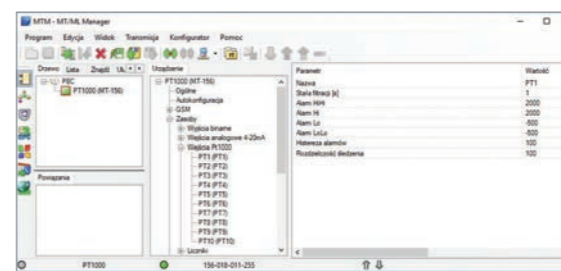 MTM - MT/ML Manager
Program Edycja Widok Transmisja Konfigurator Pomoc
Drzewo Lista Znajdź
PEC
PT1000 (MT-156)
Powiązania
Urządzenie
PT1000 (MT-156)
Ogólne
Autokonfiguracja
GSM
Zasoby
Wyjścia binarne
Wejścia analogowe 4-20mA
Wejścia Pt1000
PT1 (PT1)
PT2 (PT2)
PT3 (PT3)
PT4 (PT4)
PT5 (PT5)
PT6 (PT6)
PT7 (PT7)
PT8 (PT8)
PT9 (PT9)
PT10 (PT10)
Liczniki
Parametr Wartość
Nazwa PT1
Stała filtracji [s] 1
Alarm HiHi 2000
Alarm Hi 2000
Alarm Lo -500
Alarm LoLo -500
Histereza alarmów 100
Rozdzielczość śledzenia 100
PT1000 156-018-011-255